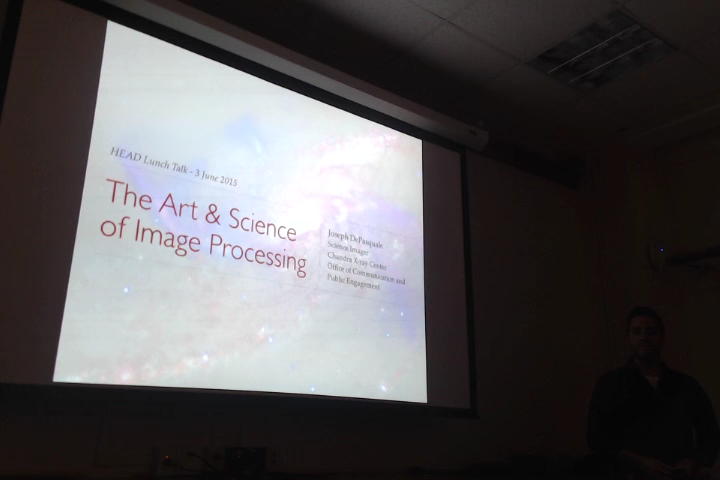 HEAD Lunch Talk - 3 June 2015
The Art & Science
of Image Processing
Joseph DePasquale
Science Imager
Chandra X-ray Center
Office of Communication and
Public Engagement